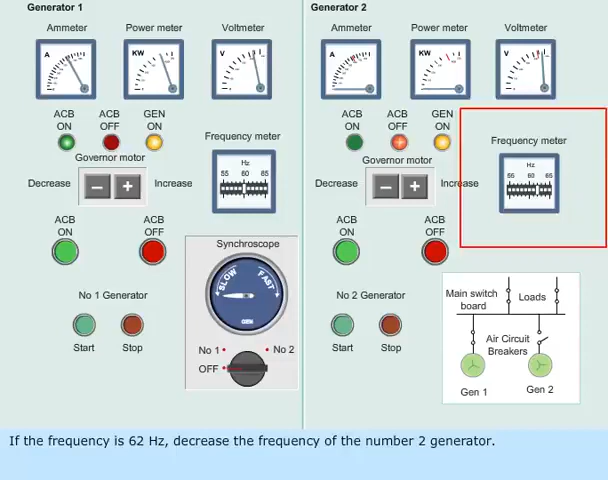 Generator 1
Generator 2
Ammeter
Power meter
Voltmeter
Ammeter
Power meter
Voltmeter
A
KW
V
A
KW
V
ACB ACB GEN
ON OFF ON
ACB ACB GEN
ON OFF ON
Frequency meter
Frequency meter
Governor motor
Governor motor
Hz
55 60 65
Hz
55 60 65
Decrease
Increase
Decrease
Increase
ACB ACB
ON OFF
ACB ACB
ON OFF
Synchroscope
SLOW FAST
GEN
No 1 Generator
No 2 Generator
Main switch
board
Loads
Start
Stop
Start
Stop
No 1
No 2
OFF
Air Circuit
Breakers
Gen 1
Gen 2
If the frequency is 62 Hz, decrease the frequency of the number 2 generator.